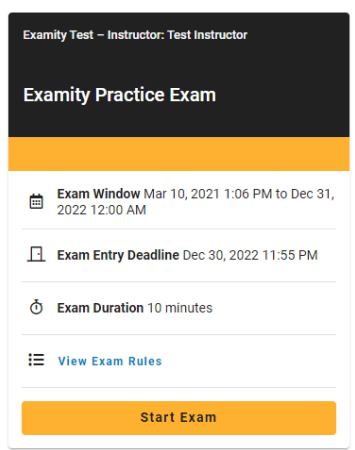 Examity Test – Instructor: Test Instructor
Examity Practice Exam
Exam Window Mar 10, 2021 1:06 PM to Dec 31,
2022 12:00 AM
Exam Entry Deadline Dec 30, 2022 11:55 PM
Exam Duration 10 minutes
View Exam Rules
Start Exam